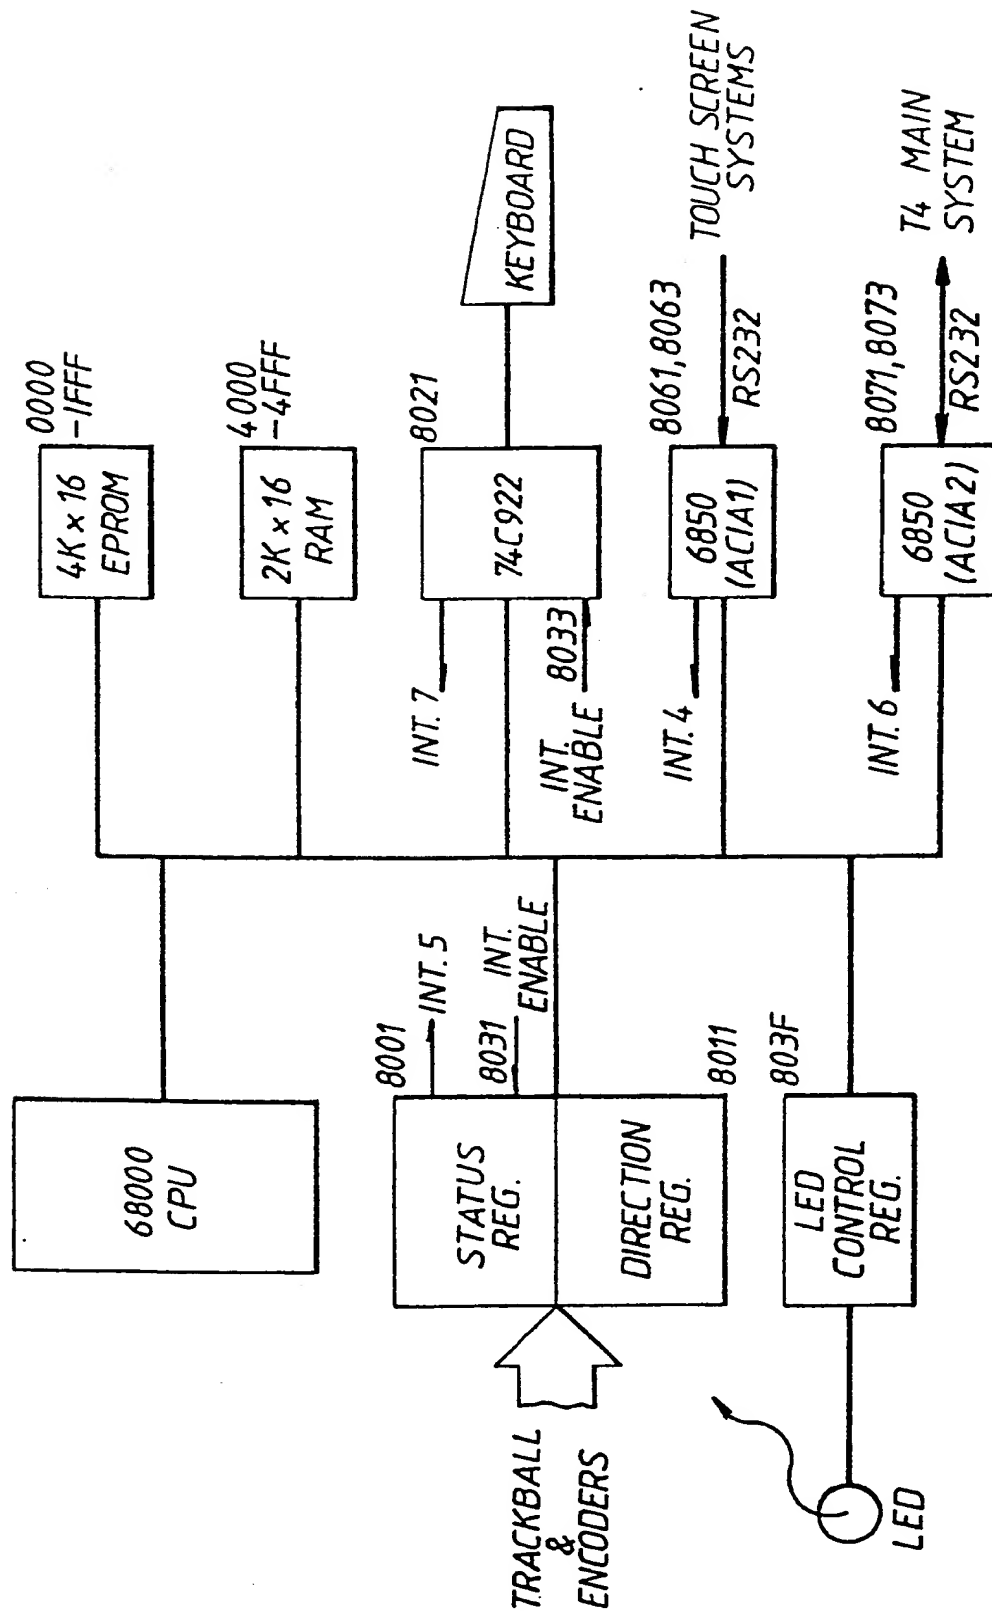 68000
CPU
4K × 16
EPROM
0000
-1FFF
2K × 16
RAM
4000
-4FFF
TRACKBALL
&
ENCODERS
STATUS
REG.
DIRECTION
REG.
8001
INT. 5
8031
INT.
ENABLE
8011
INT. 7
INT.
ENABLE
8033
74C922
8021
KEYBOARD
LED
LED
CONTROL
REG.
803F
INT. 4
6850
(ACIA1)
8061,8063
RS232
TOUCH SCREEN
SYSTEMS
INT. 6
6850
(ACIA2)
8071,8073
RS232
T4 MAIN
SYSTEM